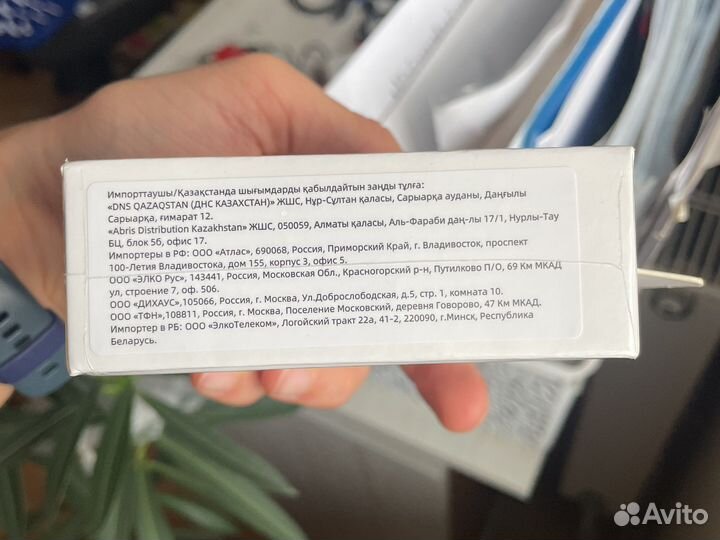 Импорттаушы/Қазақстанда шығымдарды қабылдайтын заңды тұлға:
«DNS QAZAQSTAN (ДНС КАЗАХСТАН)» ЖШС, Нұр-Сұлтан қаласы, Сарыарқа ауданы, Даңғылы
Сарыарқа, ғимарат 12.
«Abris Distribution Kazakhstan» ЖШС, 050059, Алматы қаласы, Аль-Фараби даң-лы 17/1, Нурлы-Тау
БЦ, блок 5б, офис 17.
Импортеры в РФ: ООО «Атлас», 690068, Россия, Приморский Край, г. Владивосток, проспект
100-Летия Владивостока, дом 155, корпус 3, офис 5.
ООО «ЭЛКО Рус», 143441, Россия, Московская Обл., Красногорский р-н, Путилково П/О, 69 Км МКАД
ул, строение 7, оф. 506.
ООО «ДИХАУС»,105066, Россия, г. Москва, Ул.Доброслободская, д.5, стр. 1, комната 10.
ООО «ТФН»,108811, Россия, г. Москва, Поселение Московский, деревня Говорово, 47 Км МКАД.
Импортер в РБ: ООО «ЭлкоТелеком», Логойский тракт 22а, 41-2, 220090, г.Минск, Республика
Беларусь.
Avito